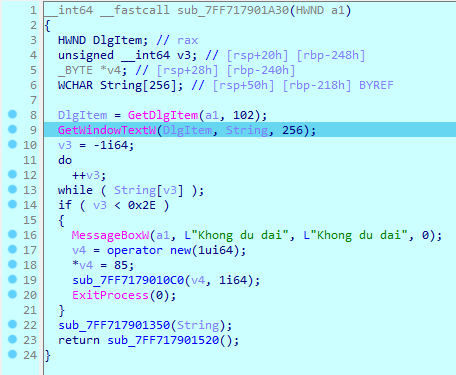 1 __int64 __fastcall sub_7FF717901A30(HWND a1)
2 {
3 HWND DlgItem; // rax
4 unsigned __int64 v3; // [rsp+20h] [rbp-248h]
5 _BYTE *v4; // [rsp+28h] [rbp-240h]
6 WCHAR String[256]; // [rsp+50h] [rbp-218h] BYREF
7
8 DlgItem = GetDlgItem(a1, 102);
9 GetWindowTextW(DlgItem, String, 256);
10 v3 = -1i64;
11 do
12 ++v3;
13 while ( String[v3] );
14 if ( v3 < 0x2E )
15 {
16 MessageBoxW(a1, L"Khong du dai", L"Khong du dai", 0);
17 v4 = operator new(1ui64);
18 *v4 = 85;
19 sub_7FF7179010C0(v4, 1i64);
20 ExitProcess(0);
21 }
22 sub_7FF717901350(String);
23 return sub_7FF717901520();
24 }